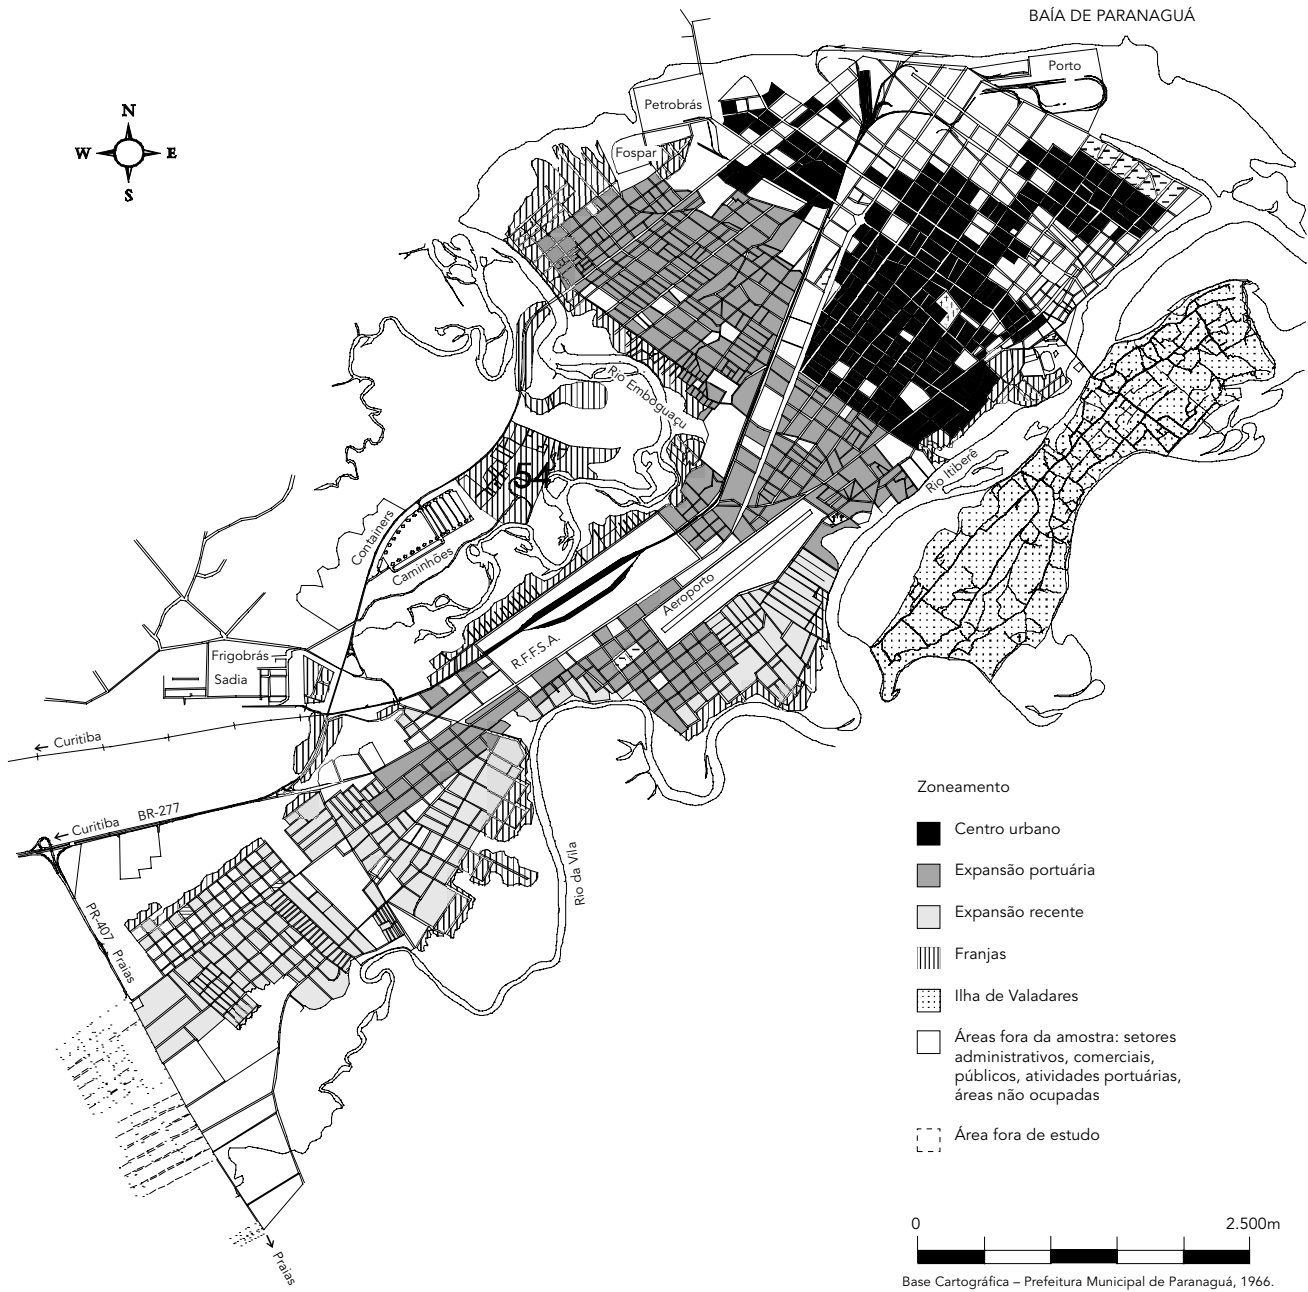 BAÍA DE PARANAGUÁ
Porto
Petrobrás
Fospar
N
W E
S
Rio Emboguaçu
54
Rio Itiberê
Containers
Caminhões
Aeroporto
R.F.F.S.A.
Frigobrás
Sadia
← Curitiba
← Curitiba BR-277
Rio da Vila
PR-407 Praias
Praias
Zoneamento
Centro urbano
Expansão portuária
Expansão recente
Franjas
Ilha de Valadares
Áreas fora da amostra: setores
administrativos, comerciais,
públicos, atividades portuárias,
áreas não ocupadas
Área fora de estudo
0 2.500m
Base Cartográfica – Prefeitura Municipal de Paranaguá, 1966.